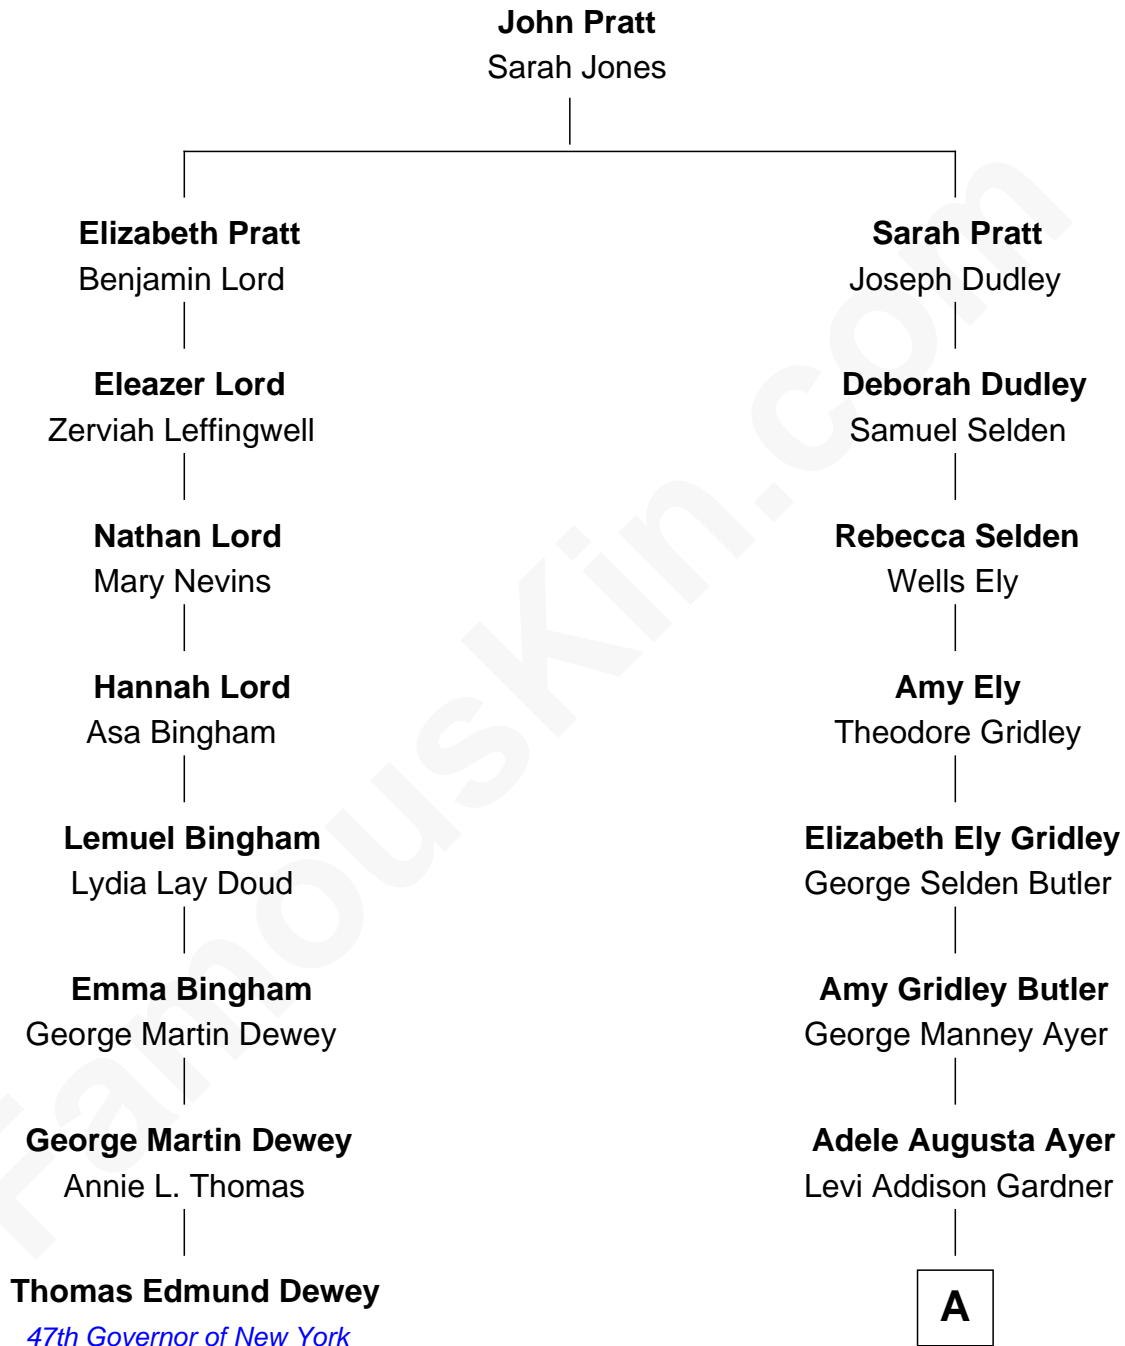 John Pratt
Sarah Jones
Elizabeth Pratt
Benjamin Lord
Sarah Pratt
Joseph Dudley
Eleazer Lord
Zerviah Leffingwell
Deborah Dudley
Samuel Selden
Nathan Lord
Mary Nevins
Rebecca Selden
Wells Ely
Hannah Lord
Asa Bingham
Amy Ely
Theodore Gridley
Lemuel Bingham
Lydia Lay Doud
Elizabeth Ely Gridley
George Selden Butler
Emma Bingham
George Martin Dewey
Amy Gridley Butler
George Manney Ayer
George Martin Dewey
Annie L. Thomas
Adele Augusta Ayer
Levi Addison Gardner
Thomas Edmund Dewey
47th Governor of New York
A
FamousKin.com